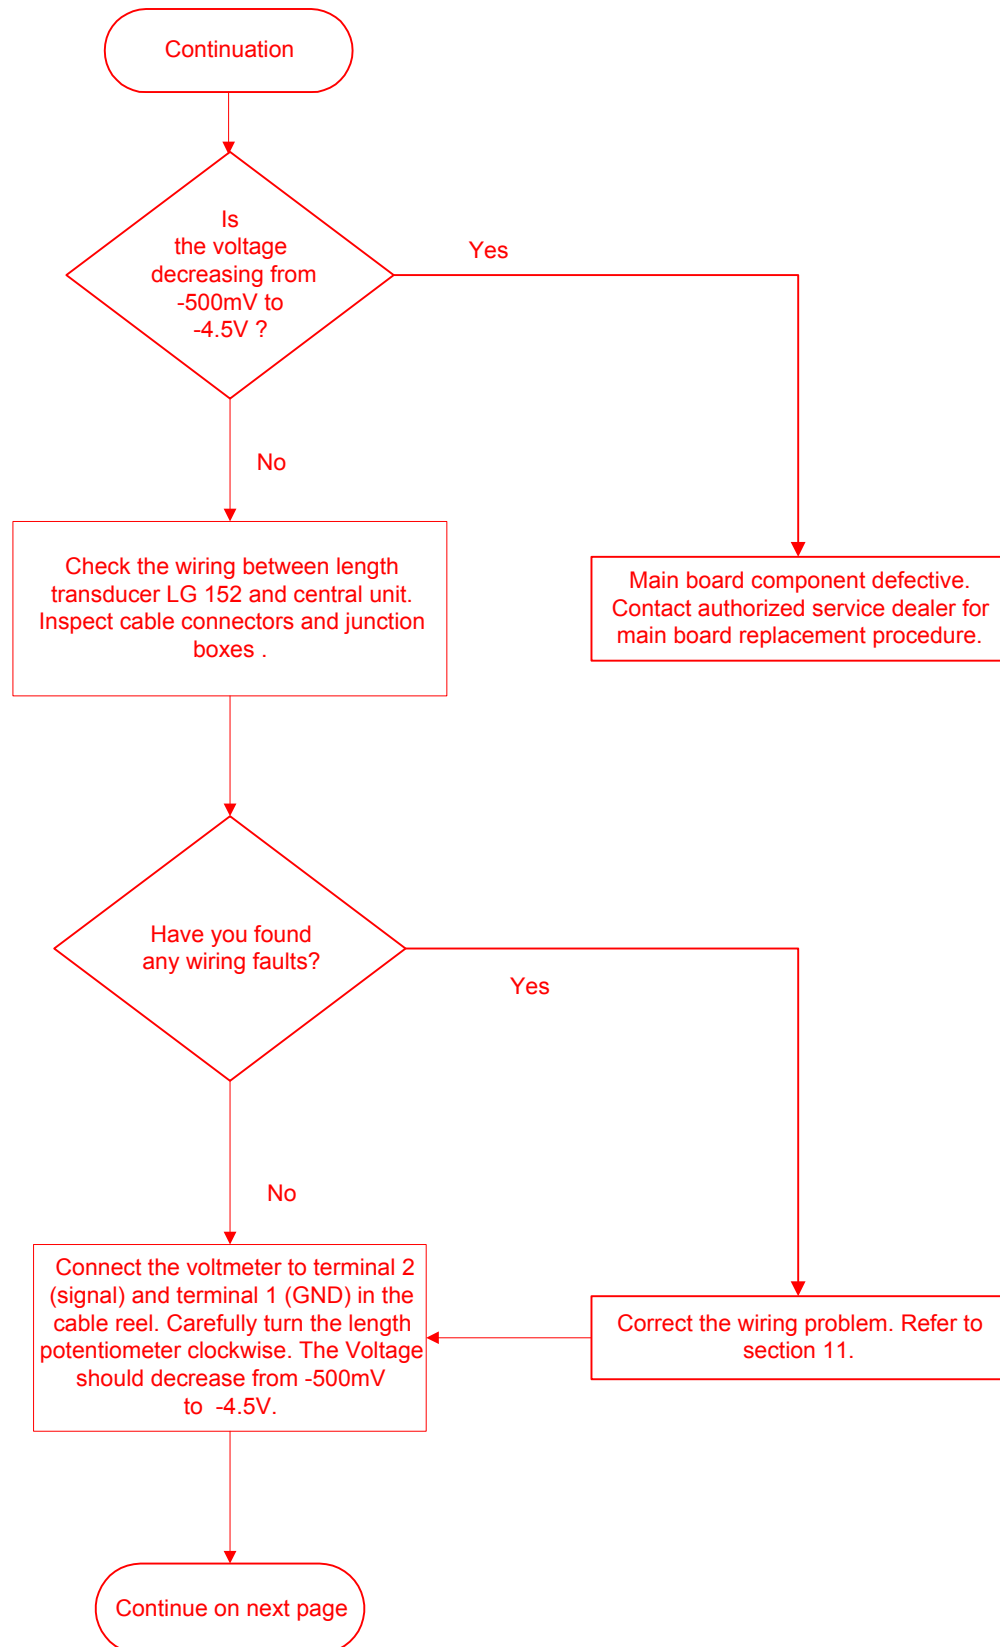 Continuation
Is
the voltage
decreasing from
-500mV to
-4.5V ?
Yes
No
Check the wiring between length
transducer LG 152 and central unit.
Inspect cable connectors and junction
boxes .
Main board component defective.
Contact authorized service dealer for
main board replacement procedure.
Have you found
any wiring faults?
Yes
No
Connect the voltmeter to terminal 2
(signal) and terminal 1 (GND) in the
cable reel. Carefully turn the length
potentiometer clockwise. The Voltage
should decrease from -500mV
to -4.5V.
Correct the wiring problem. Refer to
section 11.
Continue on next page